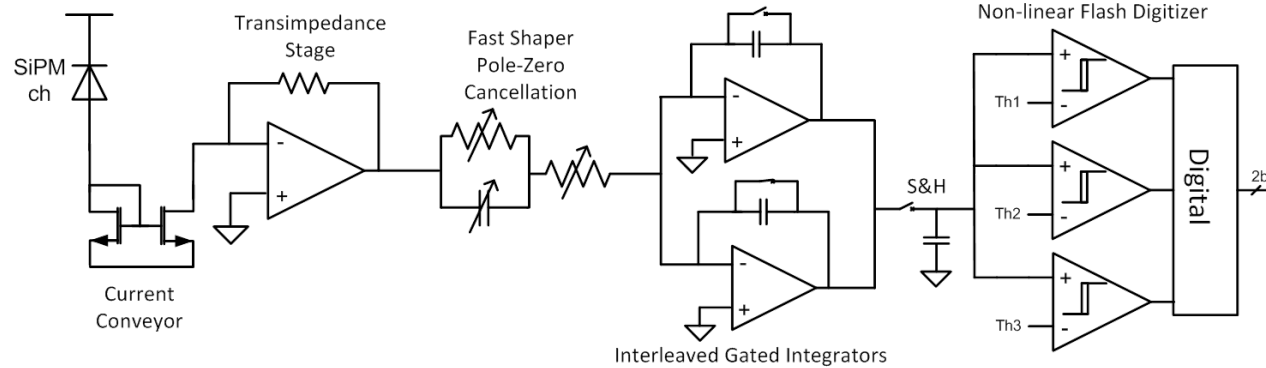 SiPM
ch
Transimpedance
Stage
-
+
Current
Conveyor
Fast Shaper
Pole-Zero
Cancellation
-
+
-
+
Interleaved Gated Integrators
S&H
Non-linear Flash Digitizer
+
Th1
-
+
Th2
-
+
Th3
-
Digital
2b